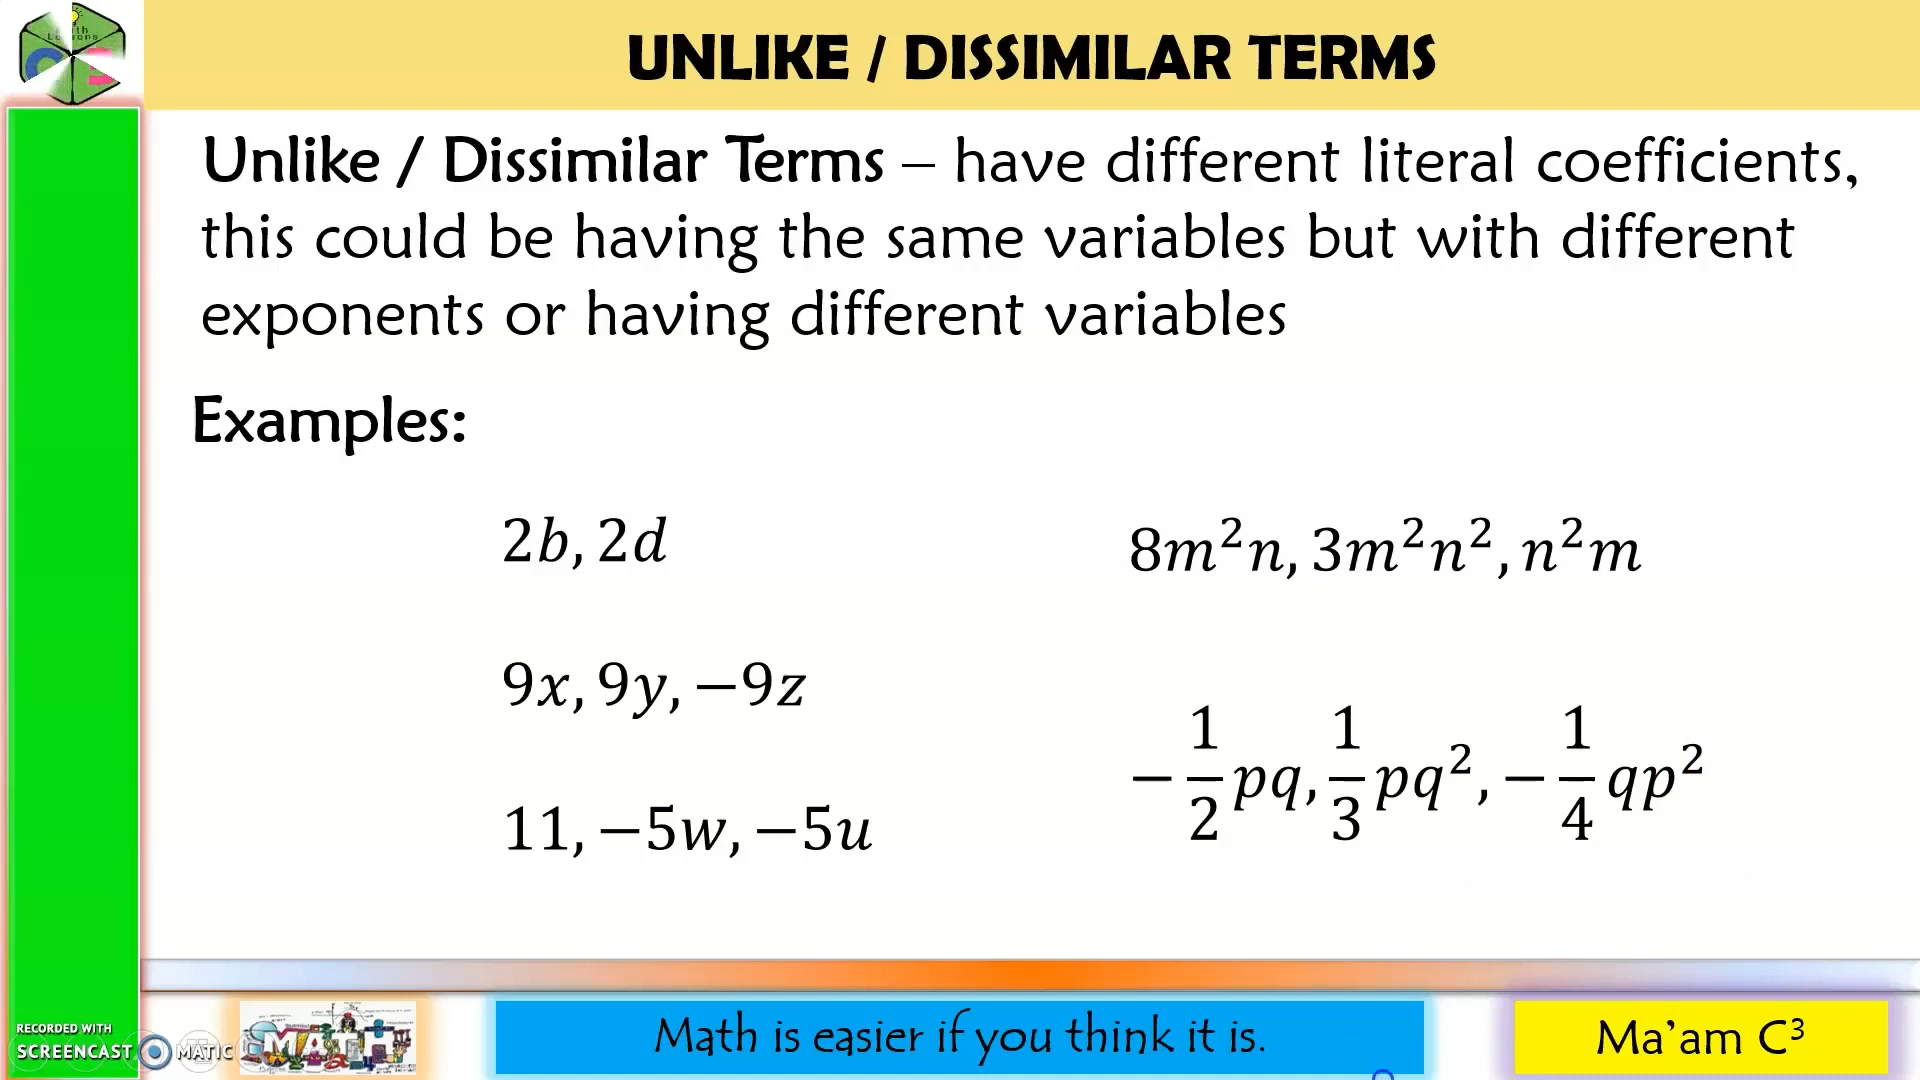 UNLIKE / DISSIMILAR TERMS
Unlike / Dissimilar Terms – have different literal coefficients,
this could be having the same variables but with different
exponents or having different variables
Examples:
2b, 2d
9x, 9y, −9z
11, −5w, −5u
8m²n, 3m²n², n²m
−1/2 pq, 1/3 pq², −1/4 qp²
RECORDED WITH
SCREENCAST MATIC
MATH
Math is easier if you think it is.
Ma’am C³